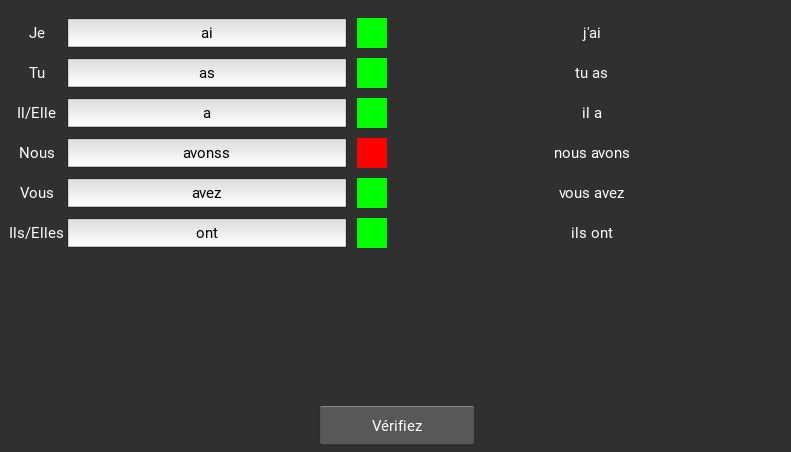 Je ai j'ai
Tu as tu as
Il/Elle a il a
Nous avonss nous avons
Vous avez vous avez
Ils/Elles ont ils ont
Vérifiez